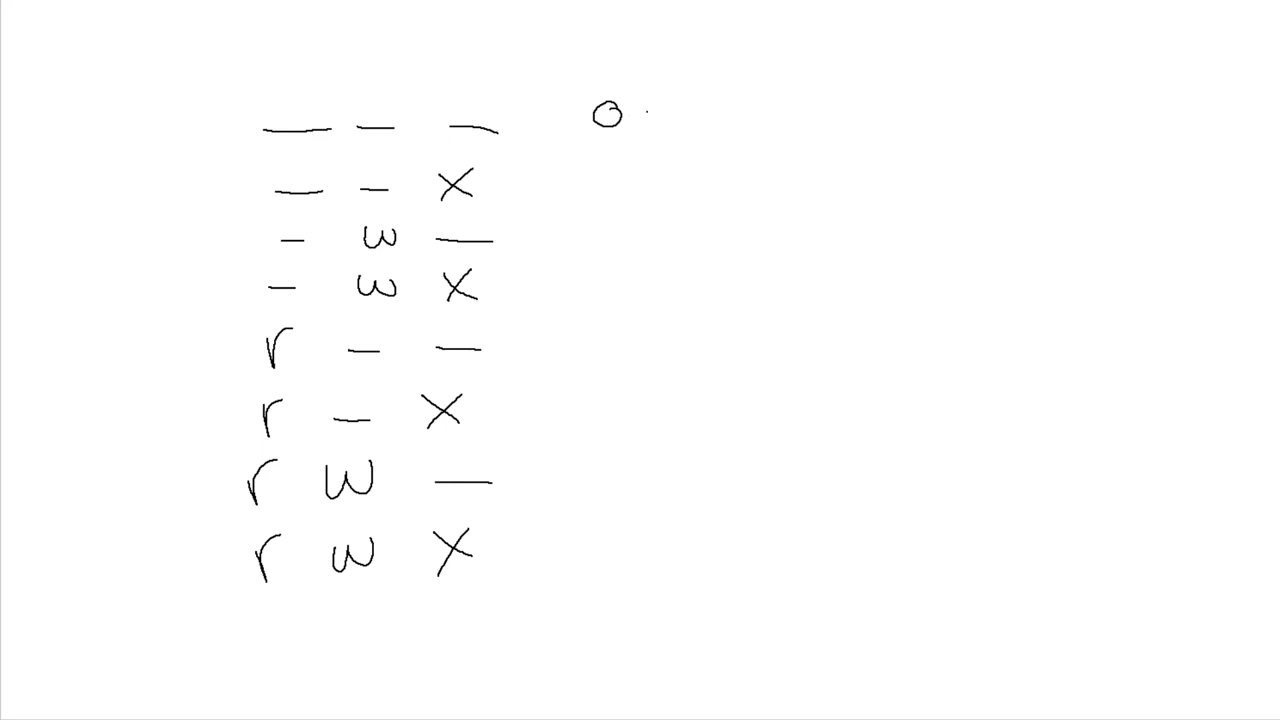 - - - 0
- - x
- w -
- w x
r - -
r - x
r w -
r w x